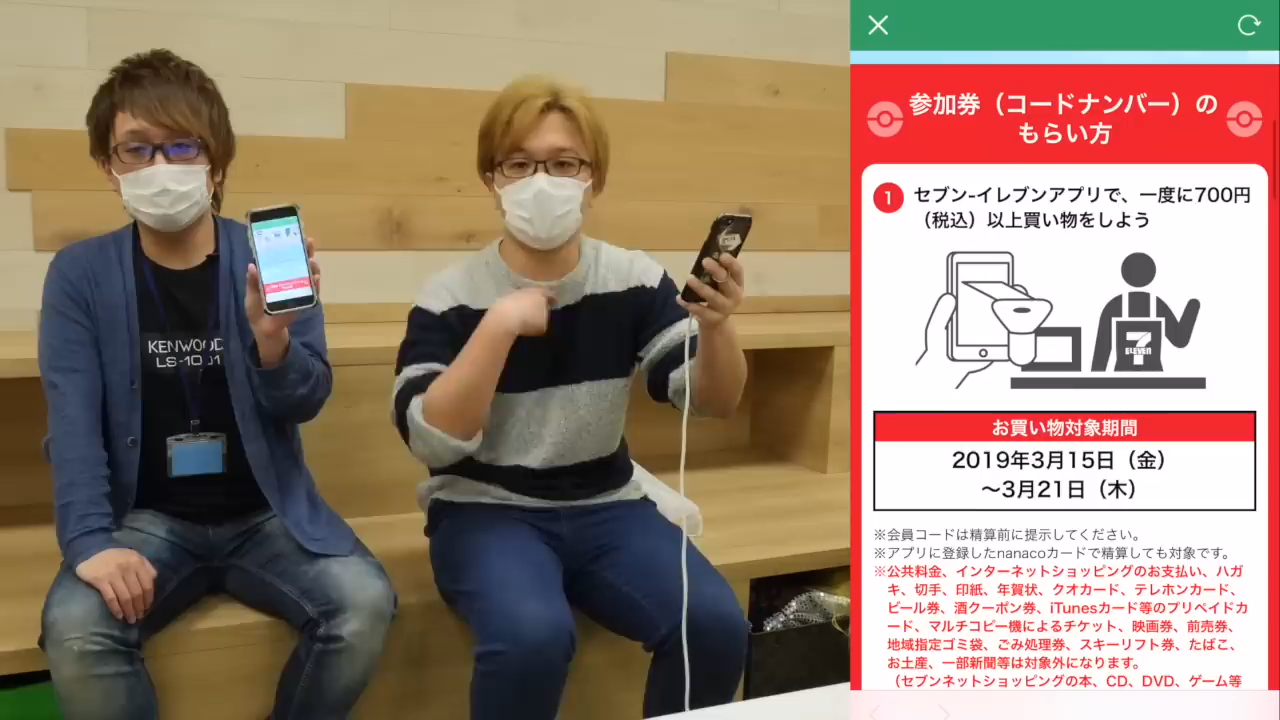 KENWOOD
LS-1001
参加券（コードナンバー）の
もらい方
1 セブン-イレブンアプリで、一度に700円
（税込）以上買い物をしよう
7
ELEVEN
お買い物対象期間
2019年3月15日（金）
～3月21日（木）
※会員コードは精算前に提示してください。
※アプリに登録したnanacoカードで精算しても対象です。
※公共料金、インターネットショッピングのお支払い、ハガ
キ、切手、印紙、年賀状、クオカード、テレホンカード、
ビール券、酒クーポン券、iTunesカード等のプリペイドカ
ード、マルチコピー機によるチケット、映画券、前売券、
地域指定ゴミ袋、ごみ処理券、スキーリフト券、たばこ、
お土産、一部新聞等は対象外になります。
（セブンネットショッピングの本、CD、DVD、ゲーム等